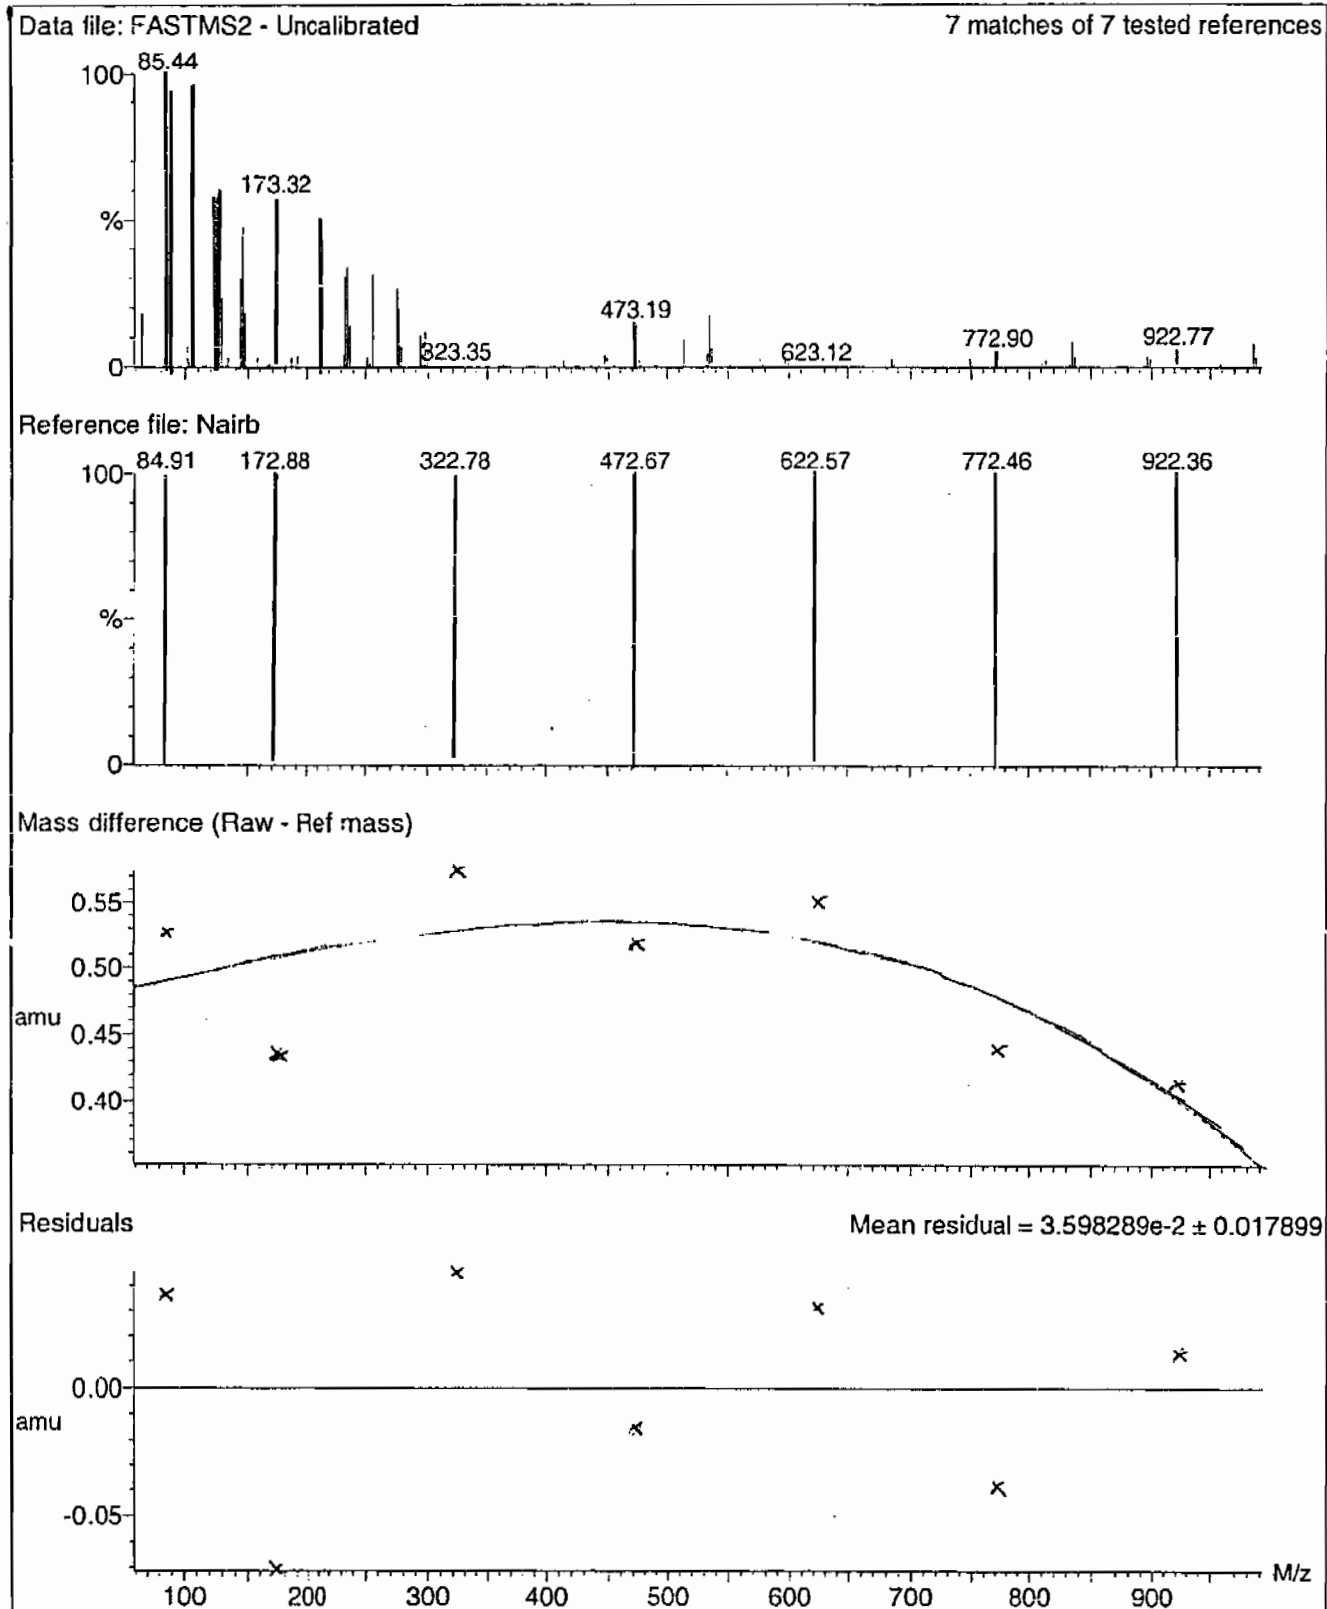 Data file: FASTMS2 - Uncalibrated
7 matches of 7 tested references
85.44
100
173.32
%
473.19
323.35
623.12
772.90
922.77
0
Reference file: Nairb
84.91 172.88 322.78 472.67 622.57 772.46 922.36
100
%
0
Mass difference (Raw - Ref mass)
0.55
0.50
amu
0.45
0.40
Residuals
Mean residual = 3.598289e-2 ± 0.017899
0.00
amu
-0.05
M/z
100 200 300 400 500 600 700 800 900